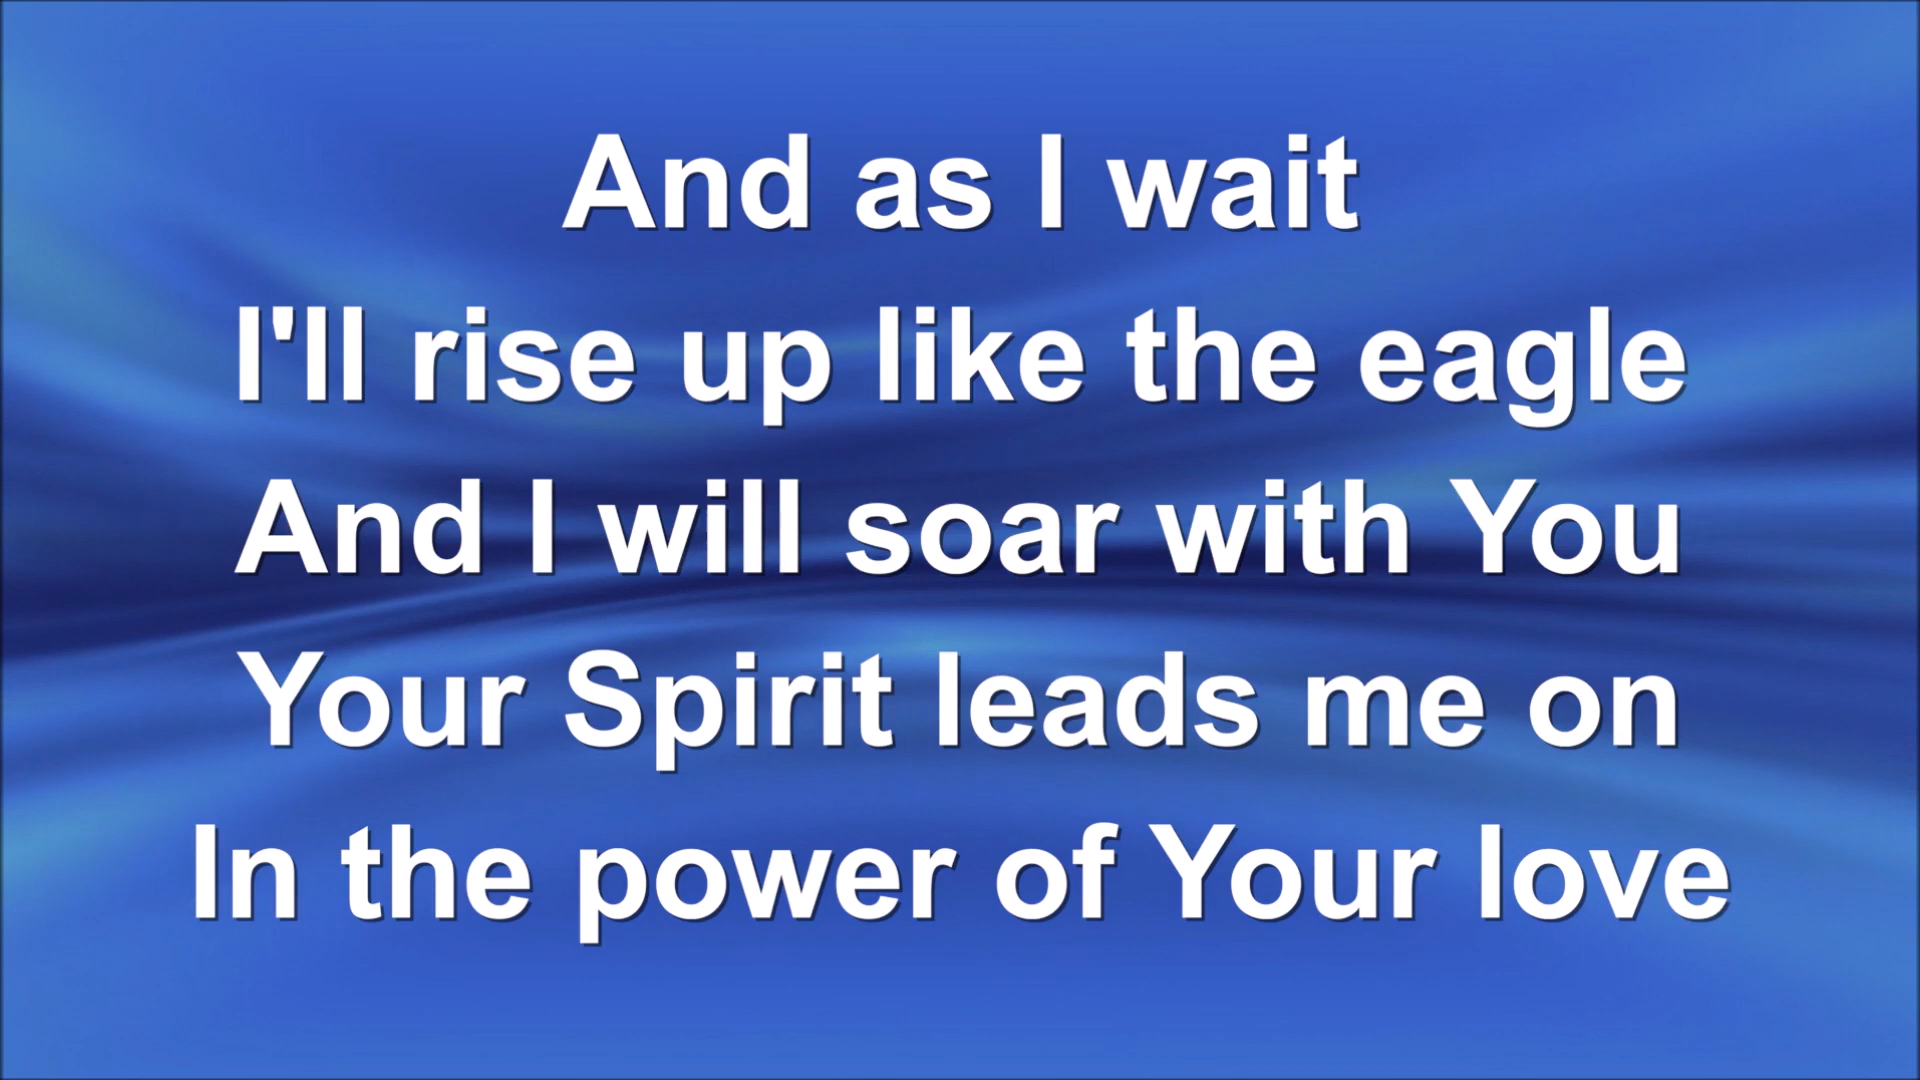 And as I wait
I'll rise up like the eagle
And I will soar with You
Your Spirit leads me on
In the power of Your love